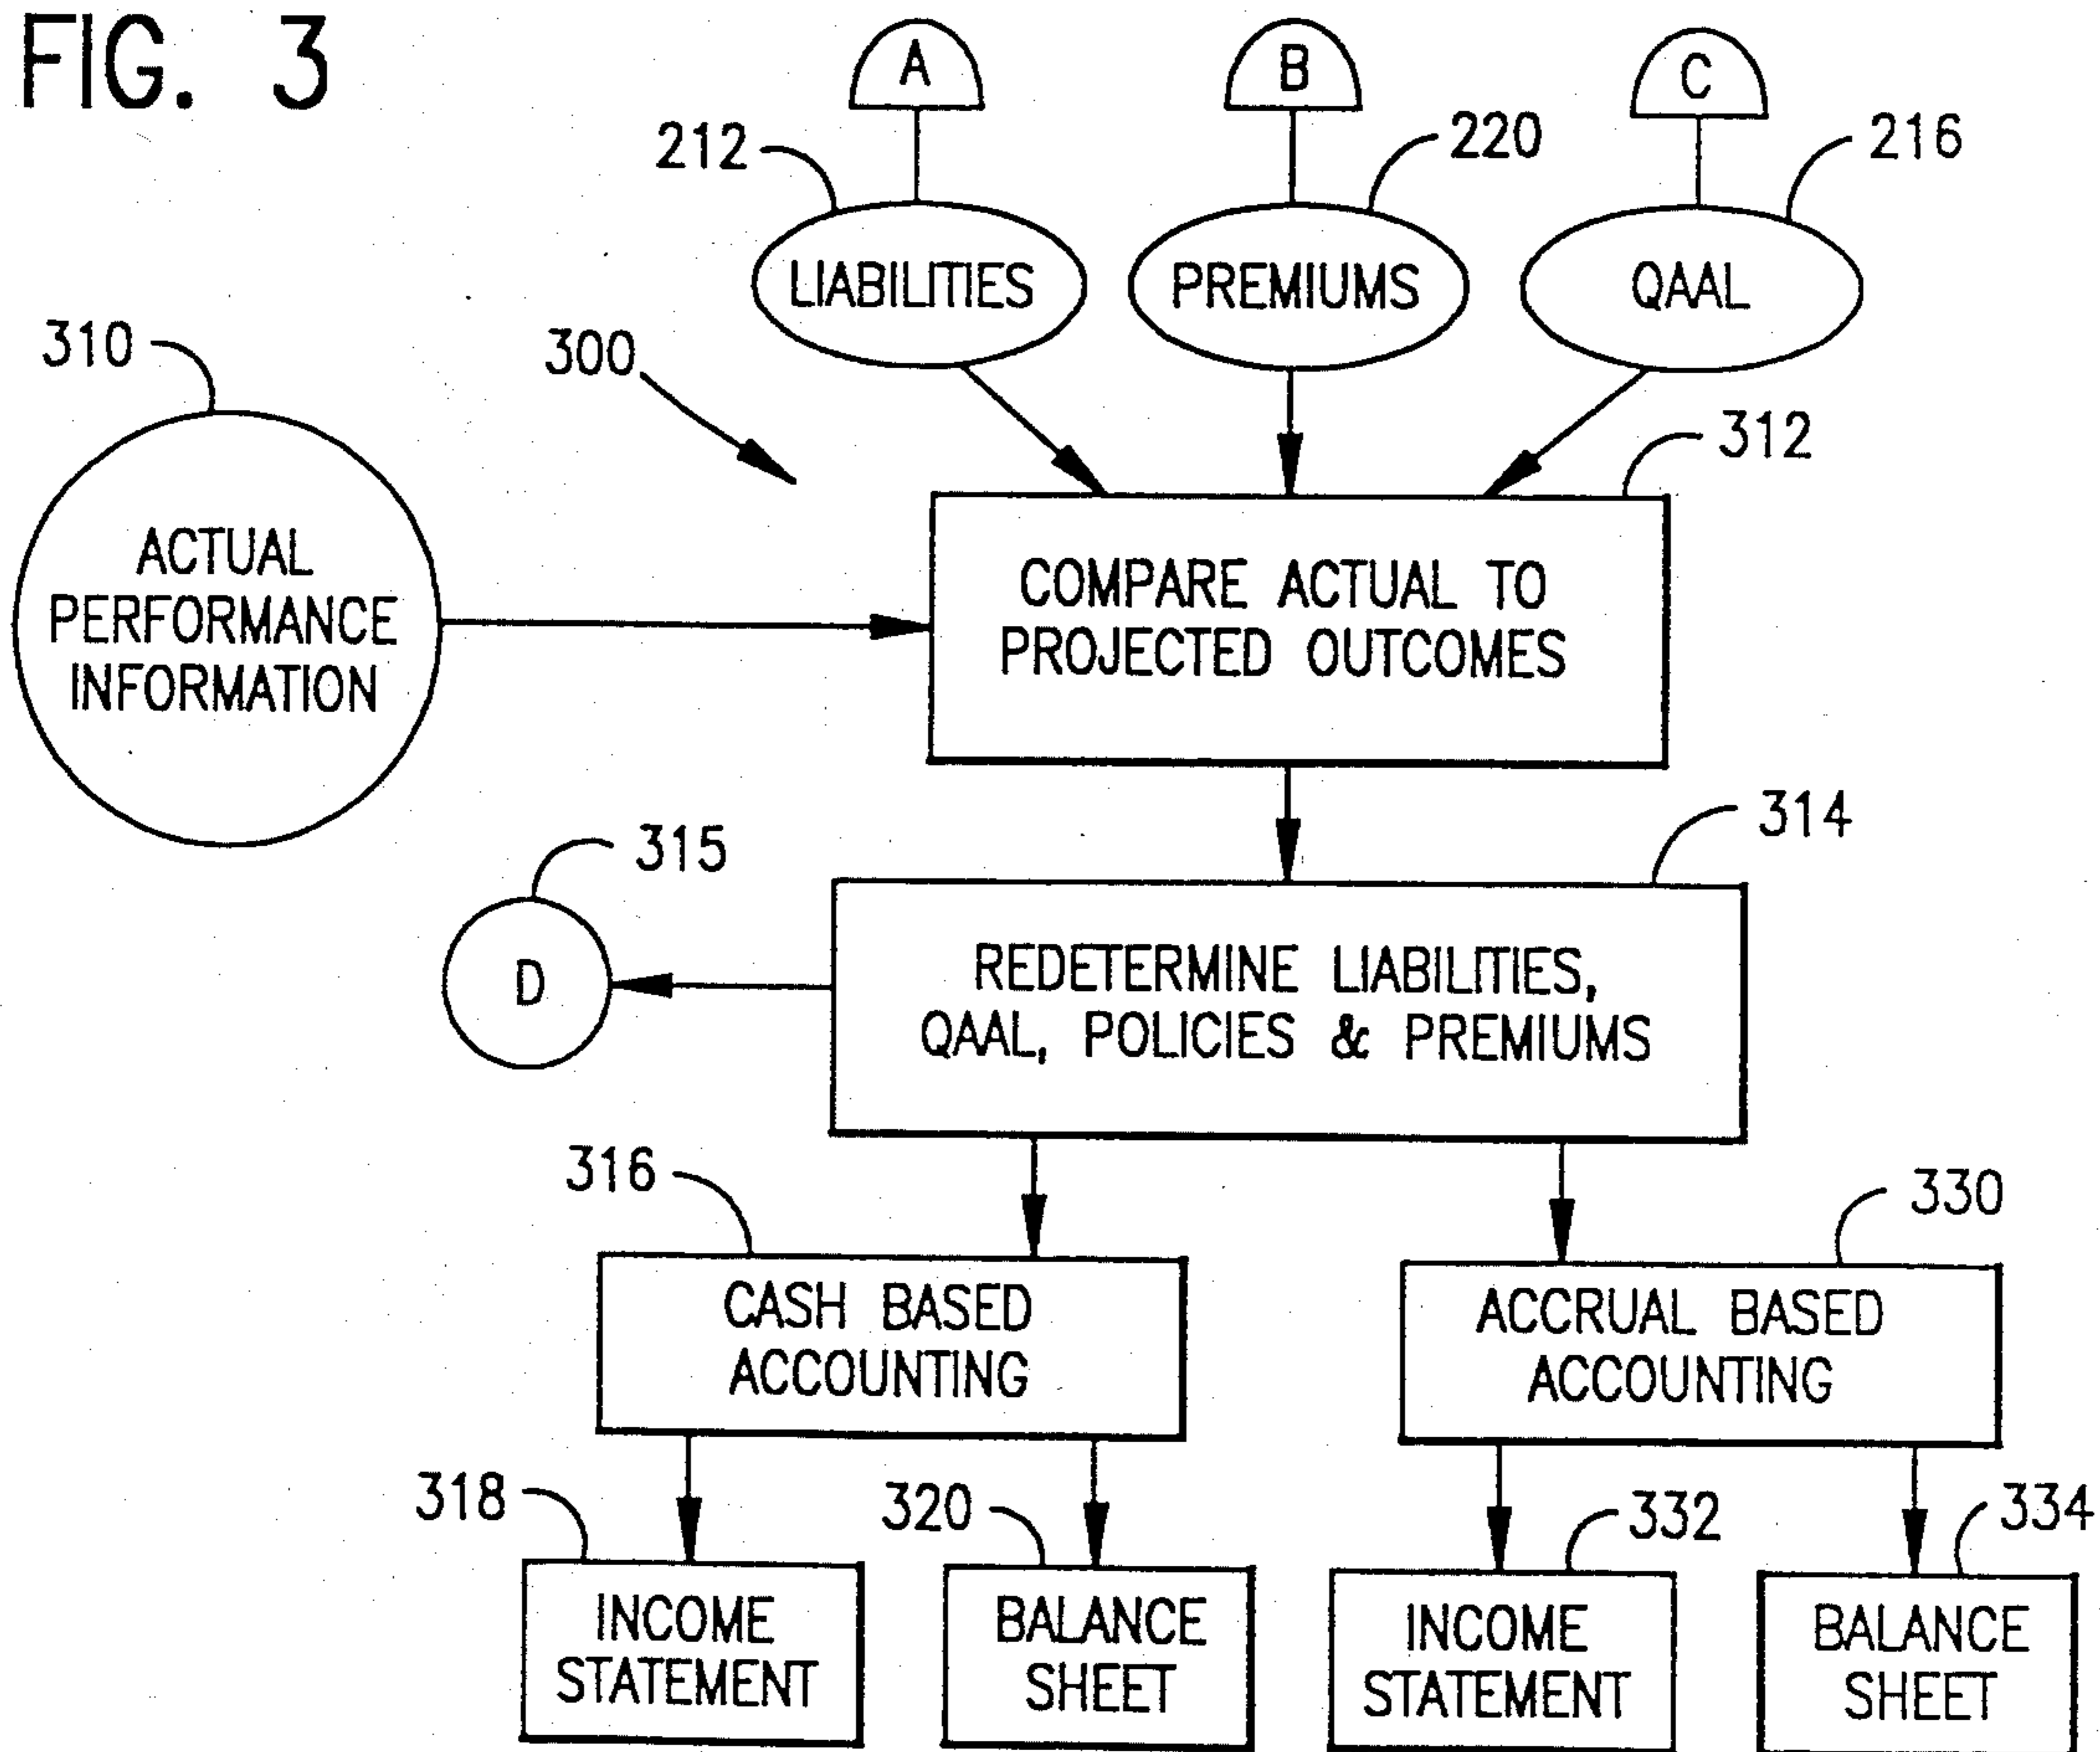 FIG. 3
A
B
C
212
220
216
LIABILITIES
PREMIUMS
QAAL
310
300
312
ACTUAL
PERFORMANCE
INFORMATION
COMPARE ACTUAL TO
PROJECTED OUTCOMES
314
315
D
REDETERMINE LIABILITIES,
QAAL, POLICIES & PREMIUMS
316
330
CASH BASED
ACCOUNTING
ACCRUAL BASED
ACCOUNTING
318
320
332
334
INCOME
STATEMENT
BALANCE
SHEET
INCOME
STATEMENT
BALANCE
SHEET